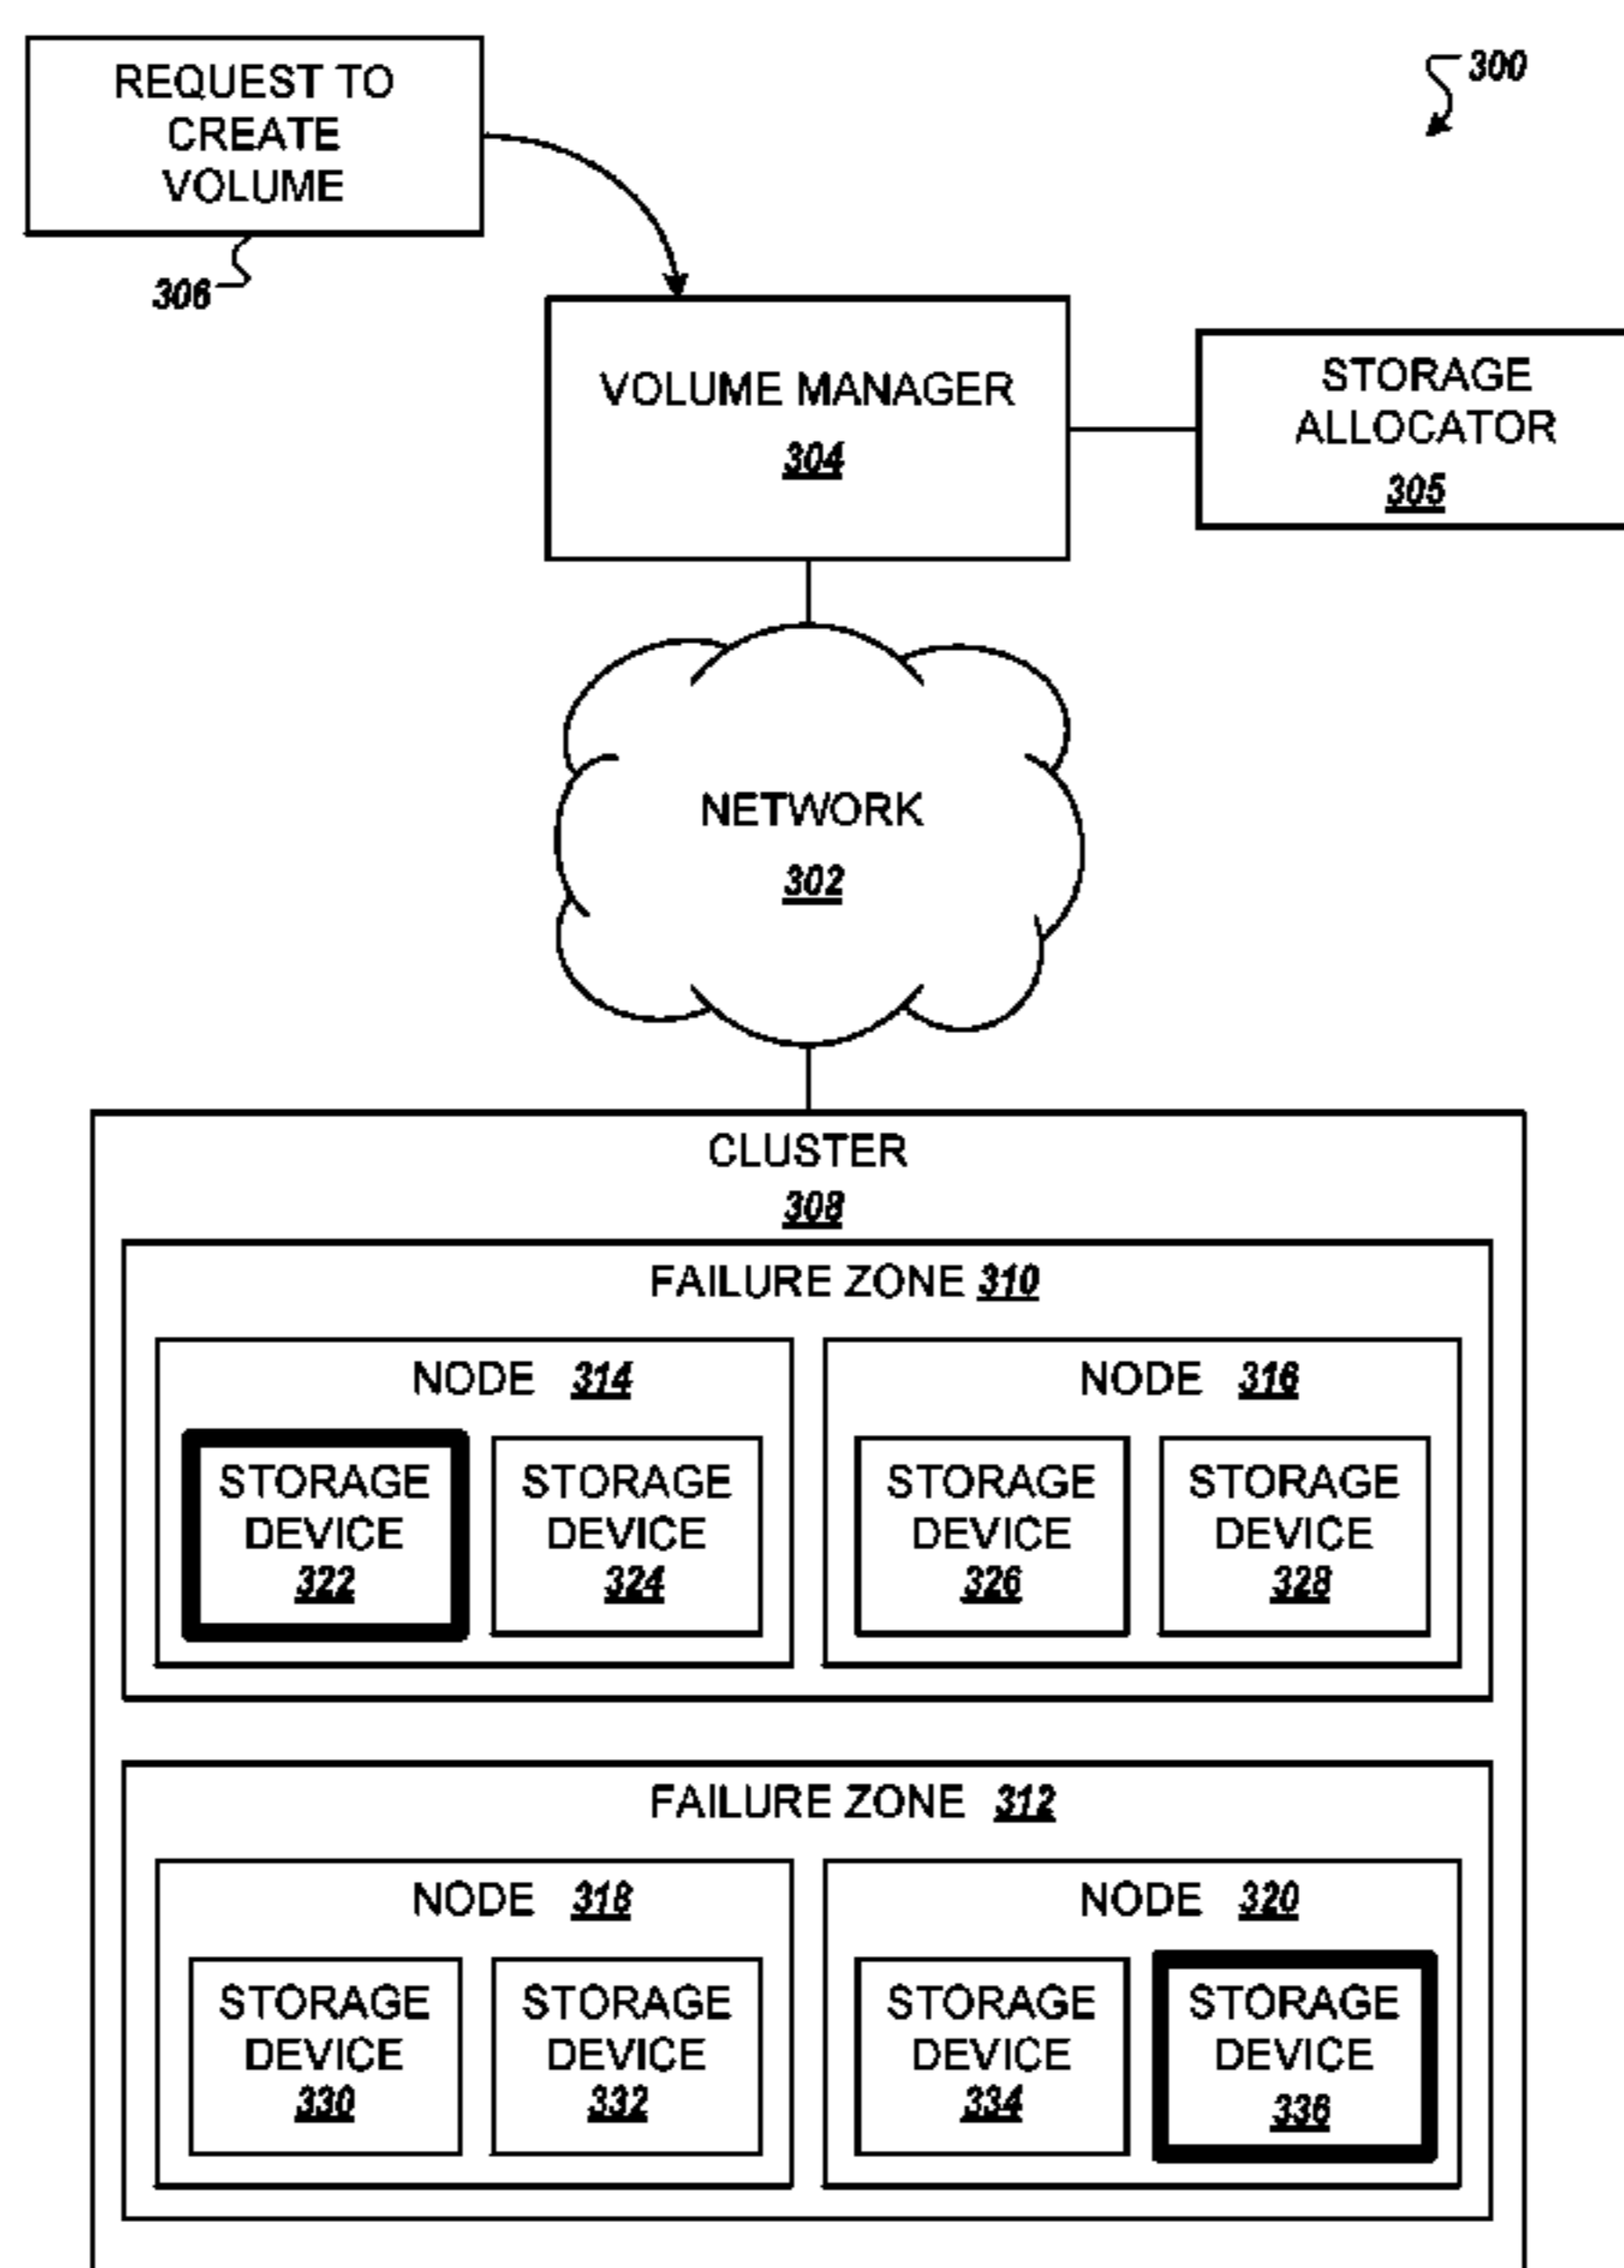 REQUEST TO
CREATE
VOLUME
306
300
VOLUME MANAGER
304
STORAGE
ALLOCATOR
305
NETWORK
302
CLUSTER
308
FAILURE ZONE 310
NODE 314
NODE 316
STORAGE
DEVICE
322
STORAGE
DEVICE
324
STORAGE
DEVICE
326
STORAGE
DEVICE
328
FAILURE ZONE 312
NODE 318
NODE 320
STORAGE
DEVICE
330
STORAGE
DEVICE
332
STORAGE
DEVICE
334
STORAGE
DEVICE
336